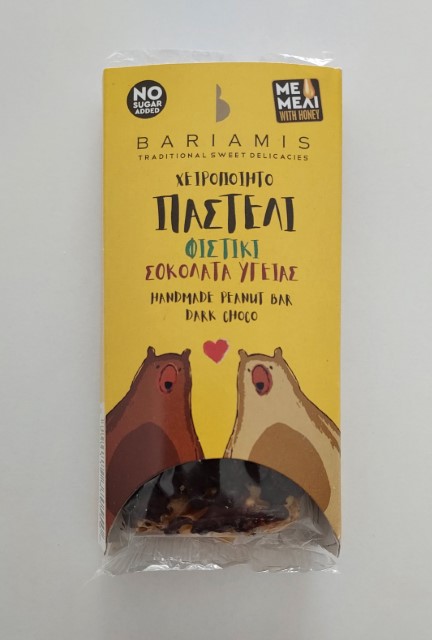 NO
SUGAR
ADDED
ΜΕ
ΜΕΛΙ
WITH HONEY
BARIAMIS
TRADITIONAL SWEET DELICACIES
ΧΕΙΡΟΠΟΙΗΤΟ
ΠΑΣΤΕΛΙ
ΦΙΣΤΙΚΙ
ΣΟΚΟΛΑΤΑ ΥΓΕΙΑΣ
HANDMADE PEANUT BAR
DARK CHOCO